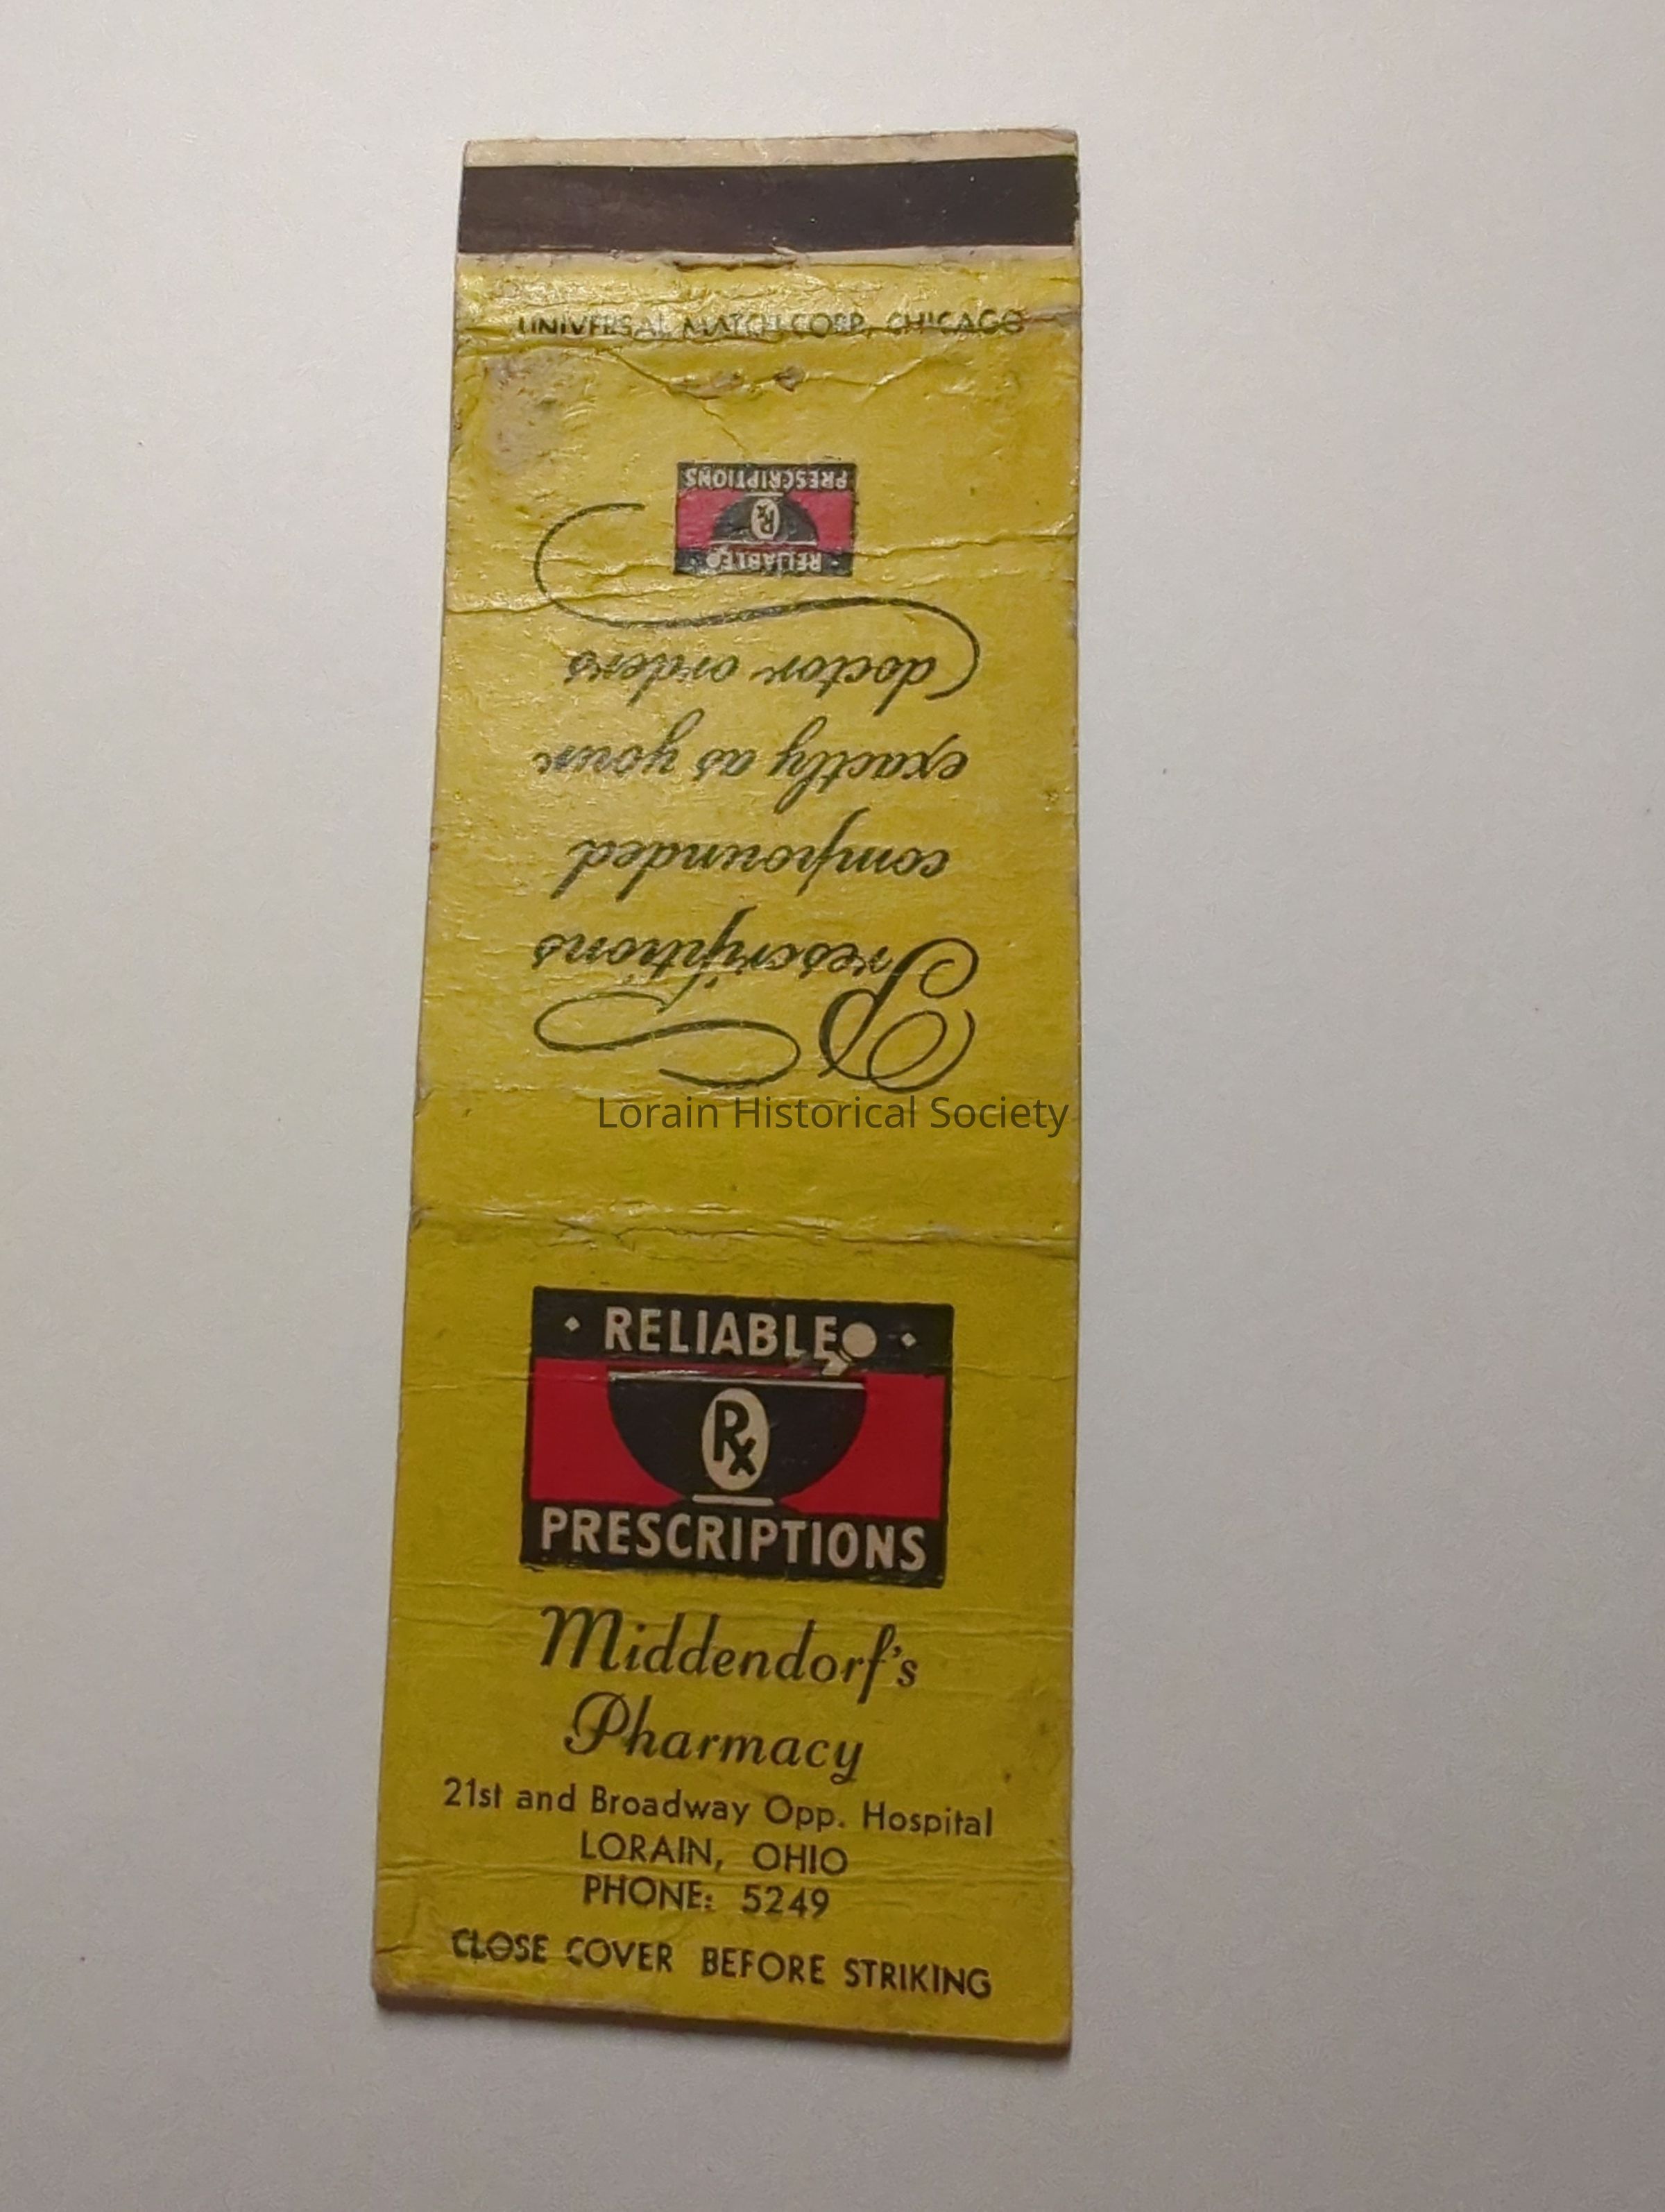 UNIVERSAL MATCH CORP., CHICAGO
Prescriptions
compounded
exactly as your
doctor orders
RELIABLE
Rx
PRESCRIPTIONS
Lorain Historical Society
RELIABLE
Rx
PRESCRIPTIONS
Middendorf's
Pharmacy
21st and Broadway Opp. Hospital
LORAIN, OHIO
PHONE: 5249
CLOSE COVER BEFORE STRIKING